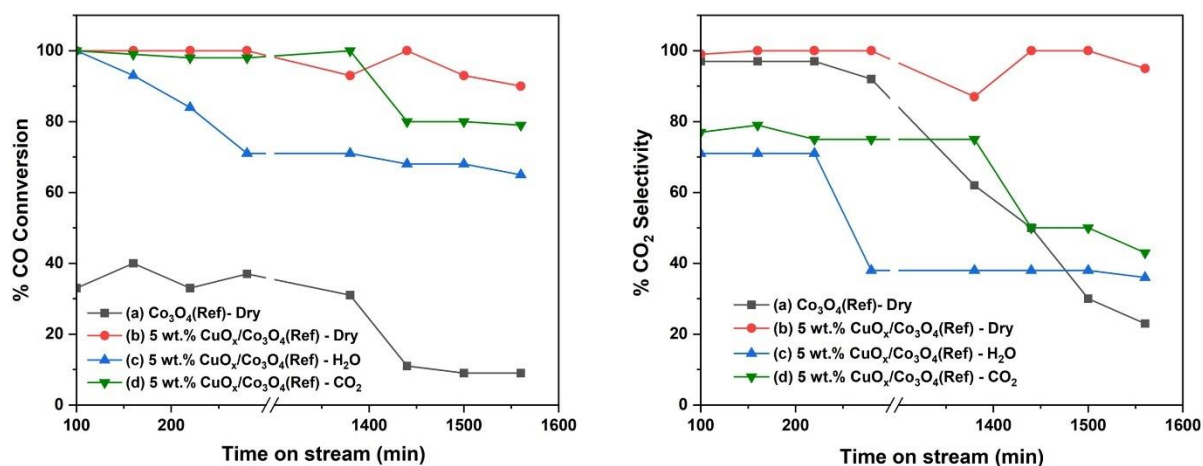 100
80
60
40
20
0
% CO Connversion
(a) Co₃O₄(Ref)- Dry
(b) 5 wt.% CuOₓ/Co₃O₄(Ref) - Dry
(c) 5 wt.% CuOₓ/Co₃O₄(Ref) - H₂O
(d) 5 wt.% CuOₓ/Co₃O₄(Ref) - CO₂
100 200 1400 1500 1600
Time on stream (min)
100
80
60
40
20
0
% CO₂ Selectivity
(a) Co₃O₄(Ref)- Dry
(b) 5 wt.% CuOₓ/Co₃O₄(Ref) - Dry
(c) 5 wt.% CuOₓ/Co₃O₄(Ref) - H₂O
(d) 5 wt.% CuOₓ/Co₃O₄(Ref) - CO₂
100 200 1400 1500 1600
Time on stream (min)